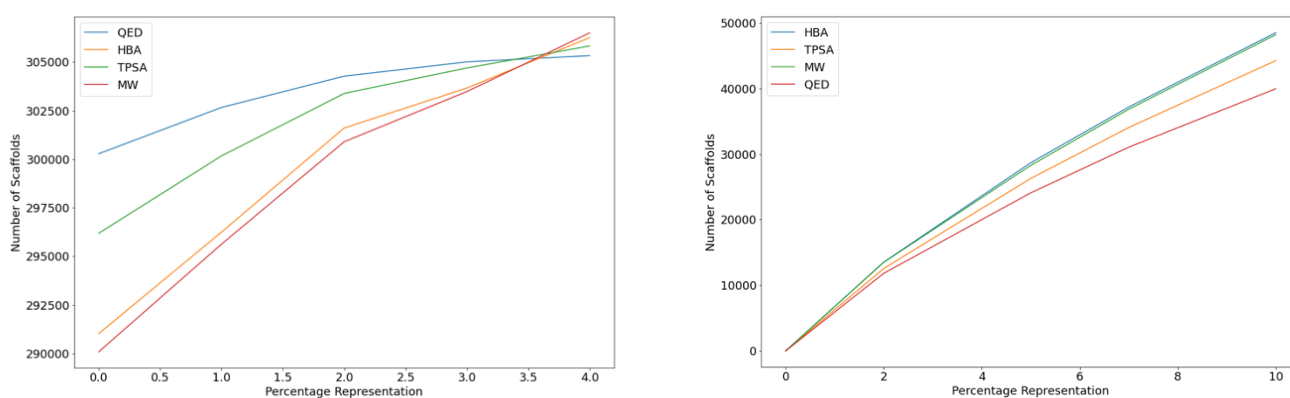 QED
HBA
TPSA
MW
305000
302500
300000
297500
295000
292500
290000
Number of Scaffolds
0.0 0.5 1.0 1.5 2.0 2.5 3.0 3.5 4.0
Percentage Representation
HBA
TPSA
MW
QED
50000
40000
30000
20000
10000
0
Number of Scaffolds
0 2 4 6 8 10
Percentage Representation